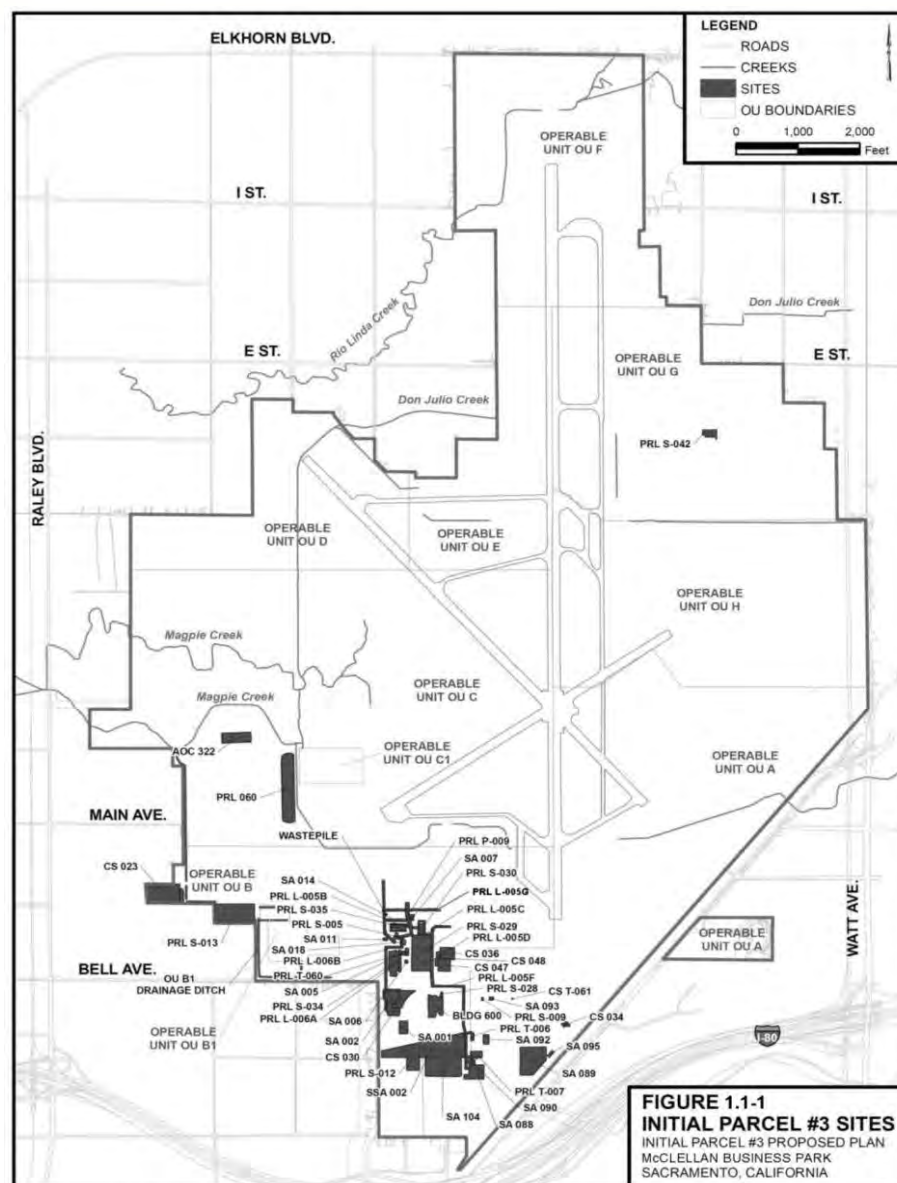 ELKHORN BLVD.
LEGEND
ROADS
CREEKS
SITES
OU BOUNDARIES
0 1,000 2,000
Feet
OPERABLE
UNIT OU F
I ST.
I ST.
Rio Linda Creek
Don Julio Creek
E ST.
E ST.
OPERABLE
UNIT OU G
Don Julio Creek
PRL S-042
RALEY BLVD.
OPERABLE
UNIT OU D
OPERABLE
UNIT OU E
OPERABLE
UNIT OU H
Magpie Creek
OPERABLE
UNIT OU C
Magpie Creek
AOC 322
OPERABLE
UNIT OU C1
OPERABLE
UNIT OU A
PRL 060
MAIN AVE.
WASTEPILE
PRL P-009
CS 023
OPERABLE
UNIT OU B
SA 007
SA 014
PRL S-030
PRL L-005B
PRL L-005G
PRL S-035
PRL L-005C
PRL S-005
PRL S-029
PRL S-013
SA 011
PRL L-005D
WATT AVE.
OPERABLE
UNIT OU A
SA 018
CS 036
PRL L-006B
CS 048
BELL AVE.
PRL T-060
CS 047
OU B1
DRAINAGE DITCH
PRL L-005F
SA 005
PRL S-028
PRL S-034
CS T-061
PRL L-006A
SA 093
BLDG 600
PRL S-009
SA 006
CS 034
OPERABLE
UNIT OU B1
PRL T-006
SA 002
SA 001
SA 092
CS 030
SA 095
PRL S-012
SA 089
SSA 002
PRL T-007
SA 090
SA 104
SA 088
I-80
FIGURE 1.1-1
INITIAL PARCEL #3 SITES
INITIAL PARCEL #3 PROPOSED PLAN
McCLELLAN BUSINESS PARK
SACRAMENTO, CALIFORNIA